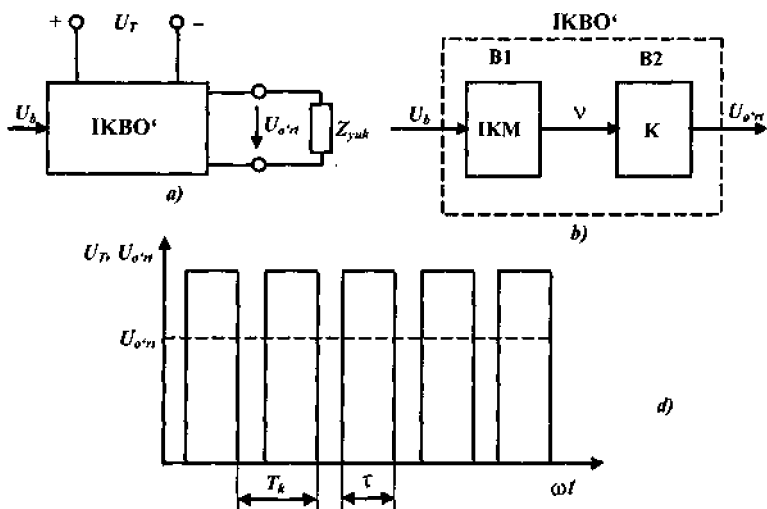 + U_T −
U_b
IKBO‘
U_o‘rt
Z_yuk
a)
IKBO‘
B1 B2
U_b
IKM
ν
K
U_o‘rt
b)
U_T, U_o‘rt
U_o‘rt
d)
T_k
τ
ωt